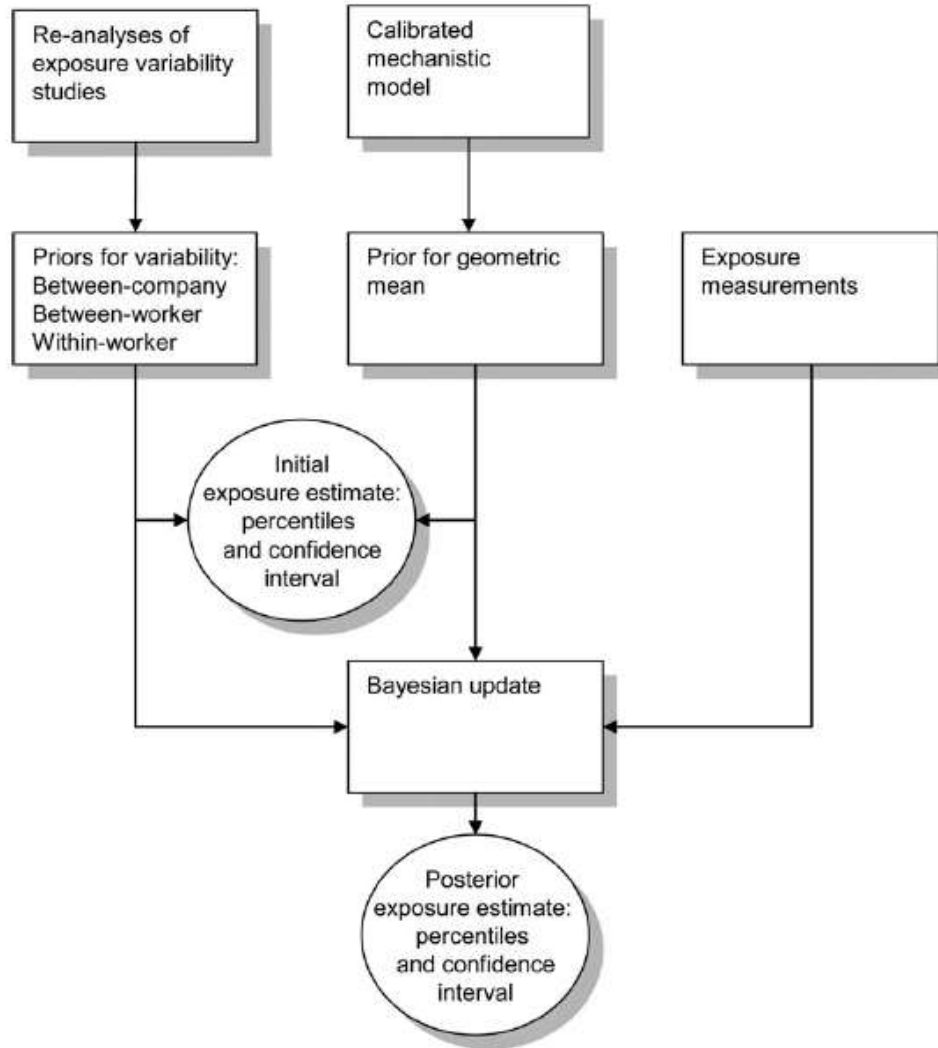 Re-analyses of
exposure variability
studies
Calibrated
mechanistic
model
Priors for variability:
Between-company
Between-worker
Within-worker
Prior for geometric
mean
Exposure
measurements
Initial
exposure estimate:
percentiles
and confidence
interval
Bayesian update
Posterior
exposure estimate:
percentiles
and confidence
interval